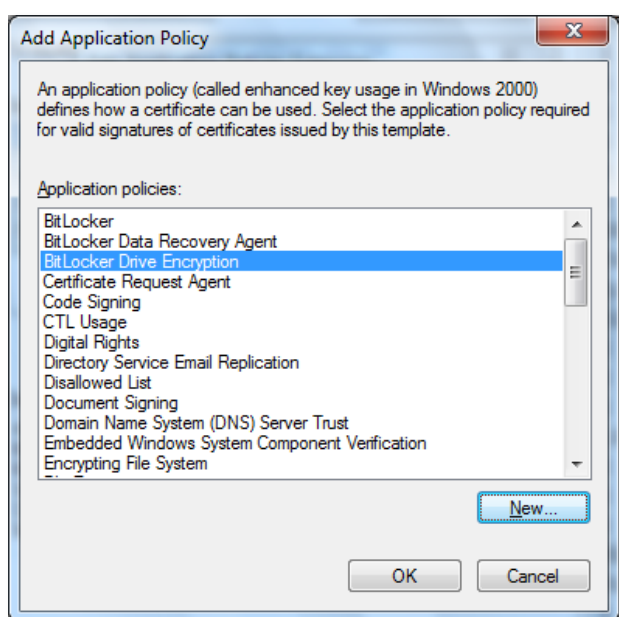 Add Application Policy
An application policy (called enhanced key usage in Windows 2000)
defines how a certificate can be used. Select the application policy required
for valid signatures of certificates issued by this template.
Application policies:
BitLocker
BitLocker Data Recovery Agent
BitLocker Drive Encryption
Certificate Request Agent
Code Signing
CTL Usage
Digital Rights
Directory Service Email Replication
Disallowed List
Document Signing
Domain Name System (DNS) Server Trust
Embedded Windows System Component Verification
Encrypting File System
New...
OK Cancel